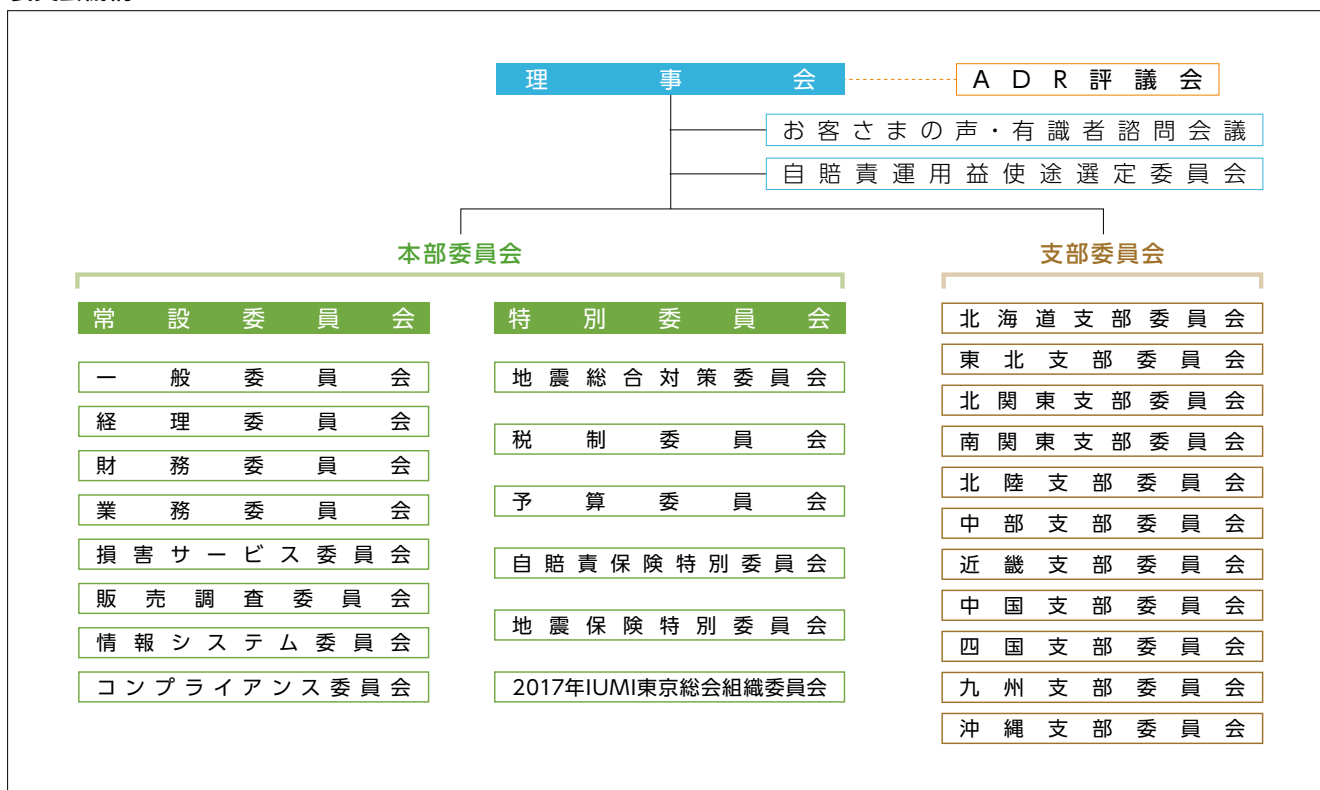 理事会
ADR評議会
お客さまの声・有識者諮問会議
自賠責運用益使途選定委員会
本部委員会
支部委員会
常設委員会
一般委員会
経理委員会
財務委員会
業務委員会
損害サービス委員会
販売調査委員会
情報システム委員会
コンプライアンス委員会
特別委員会
地震総合対策委員会
税制委員会
予算委員会
自賠責保険特別委員会
地震保険特別委員会
2017年IUMI東京総会組織委員会
北海道支部委員会
東北支部委員会
北関東支部委員会
南関東支部委員会
北陸支部委員会
中部支部委員会
近畿支部委員会
中国支部委員会
四国支部委員会
九州支部委員会
沖縄支部委員会